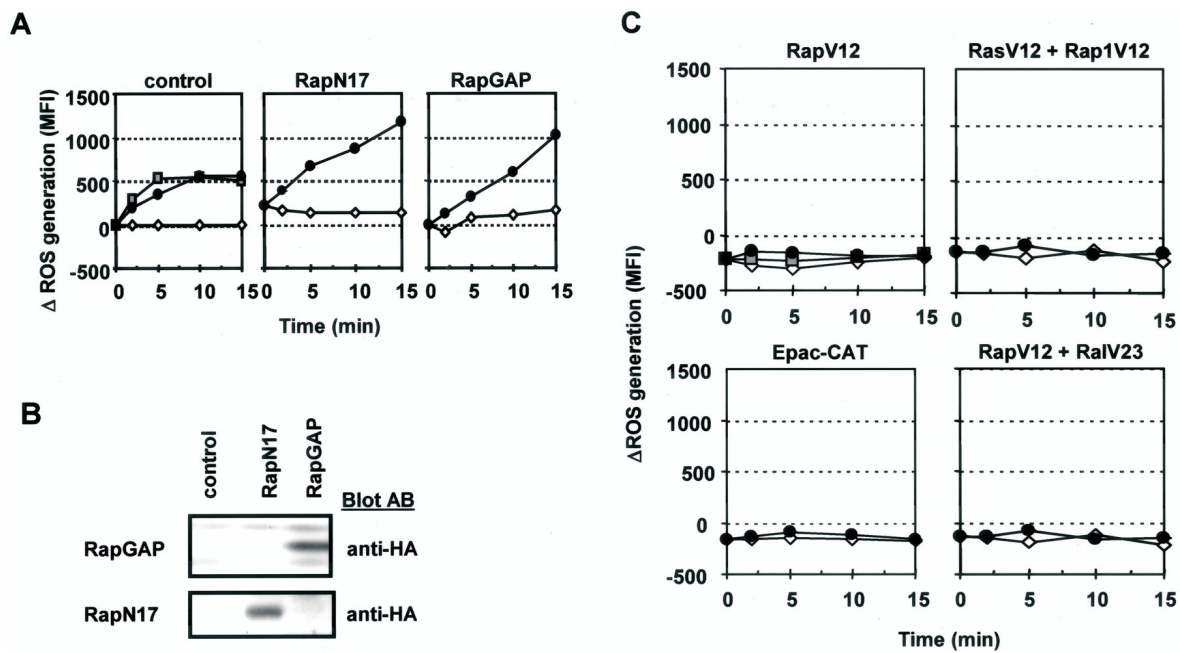 A
control
RapN17
RapGAP
Δ ROS generation (MFI)
1500
1000
500
0
-500
0 5 10 15
0 5 10 15
0 5 10 15
Time (min)
B
control
RapN17
RapGAP
Blot AB
RapGAP
anti-HA
RapN17
anti-HA
C
RapV12
RasV12 + Rap1V12
ΔROS generation (MFI)
1500
1000
500
0
-500
0 5 10 15
0 5 10 15
Epac-CAT
RapV12 + RalV23
1500
1000
500
0
-500
0 5 10 15
0 5 10 15
Time (min)